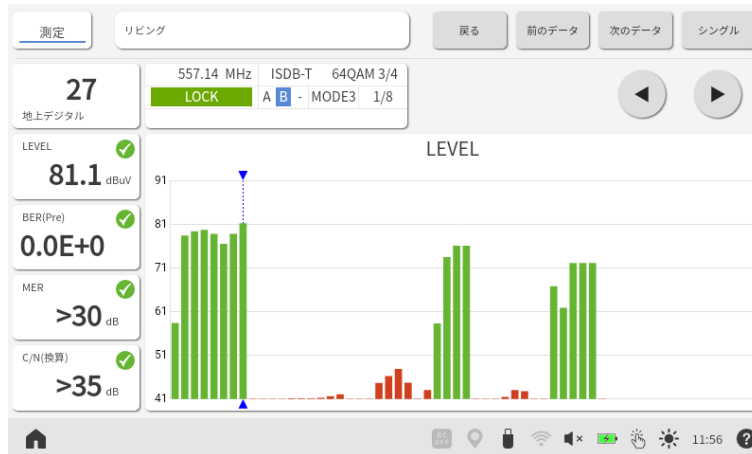 測定
リビング
戻る
前のデータ
次のデータ
シングル
27
地上デジタル
557.14 MHz ISDB-T 64QAM 3/4
LOCK A B - MODE3 1/8
LEVEL
81.1 dBuV
BER(Pre)
0.0E+0
MER
>30 dB
C/N(換算)
>35 dB
LEVEL
91
81
71
61
51
41
DC OFF
11:56
?